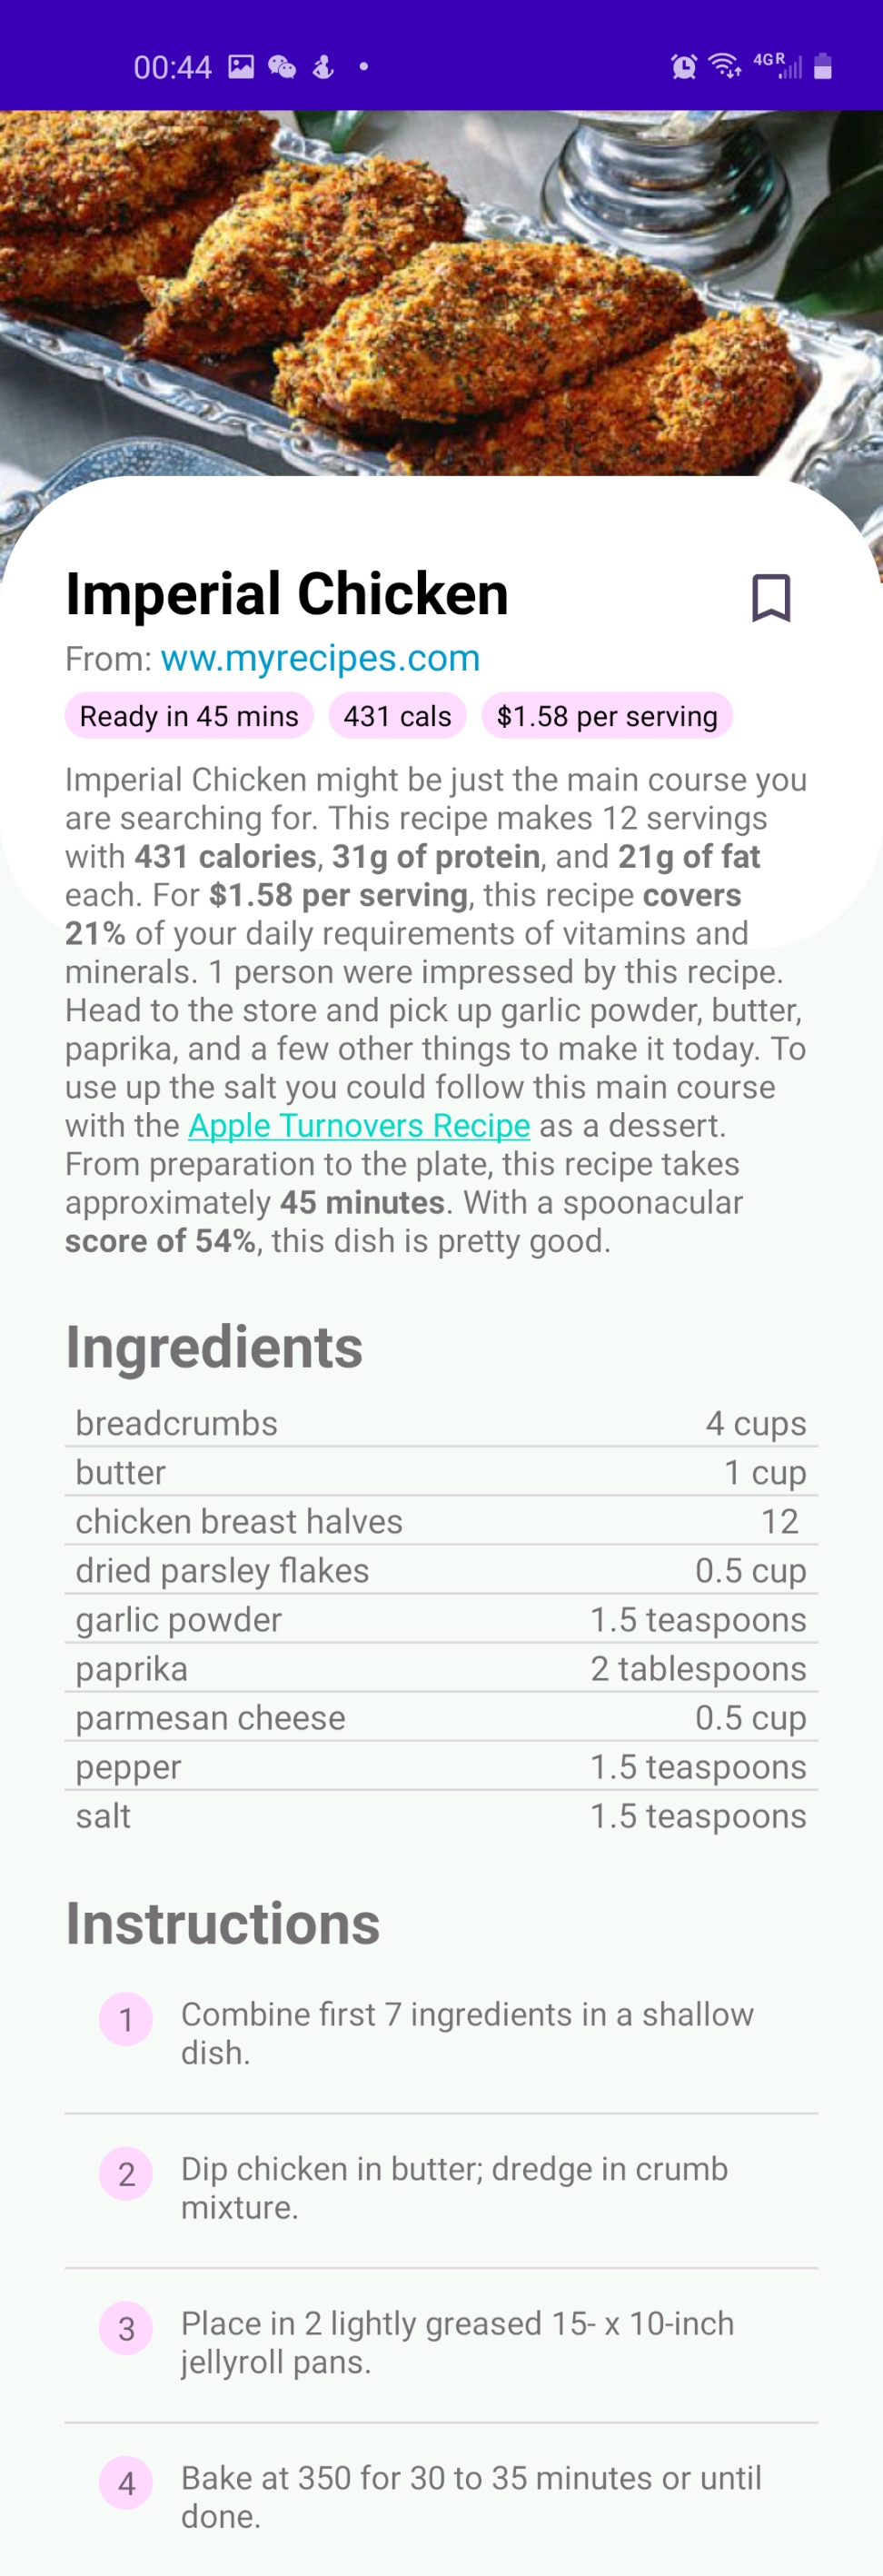 00:44
4GR
Imperial Chicken
From: ww.myrecipes.com
Ready in 45 mins 431 cals $1.58 per serving
Imperial Chicken might be just the main course you
are searching for. This recipe makes 12 servings
with 431 calories, 31g of protein, and 21g of fat
each. For $1.58 per serving, this recipe covers
21% of your daily requirements of vitamins and
minerals. 1 person were impressed by this recipe.
Head to the store and pick up garlic powder, butter,
paprika, and a few other things to make it today. To
use up the salt you could follow this main course
with the Apple Turnovers Recipe as a dessert.
From preparation to the plate, this recipe takes
approximately 45 minutes. With a spoonacular
score of 54%, this dish is pretty good.
Ingredients
breadcrumbs 4 cups
butter 1 cup
chicken breast halves 12
dried parsley flakes 0.5 cup
garlic powder 1.5 teaspoons
paprika 2 tablespoons
parmesan cheese 0.5 cup
pepper 1.5 teaspoons
salt 1.5 teaspoons
Instructions
1 Combine first 7 ingredients in a shallow
dish.
2 Dip chicken in butter; dredge in crumb
mixture.
3 Place in 2 lightly greased 15- x 10-inch
jellyroll pans.
4 Bake at 350 for 30 to 35 minutes or until
done.